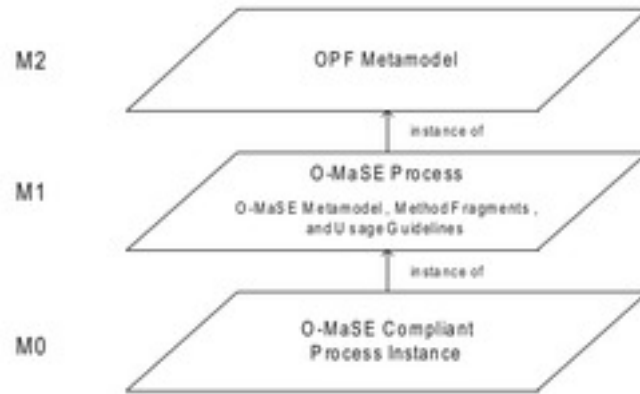 M2
OPF Metamodel
instance of
M1
O-MaSE Process
O-MaSE Metamodel, Method Fragments,
and Usage Guidelines
instance of
M0
O-MaSE Compliant
Process Instance